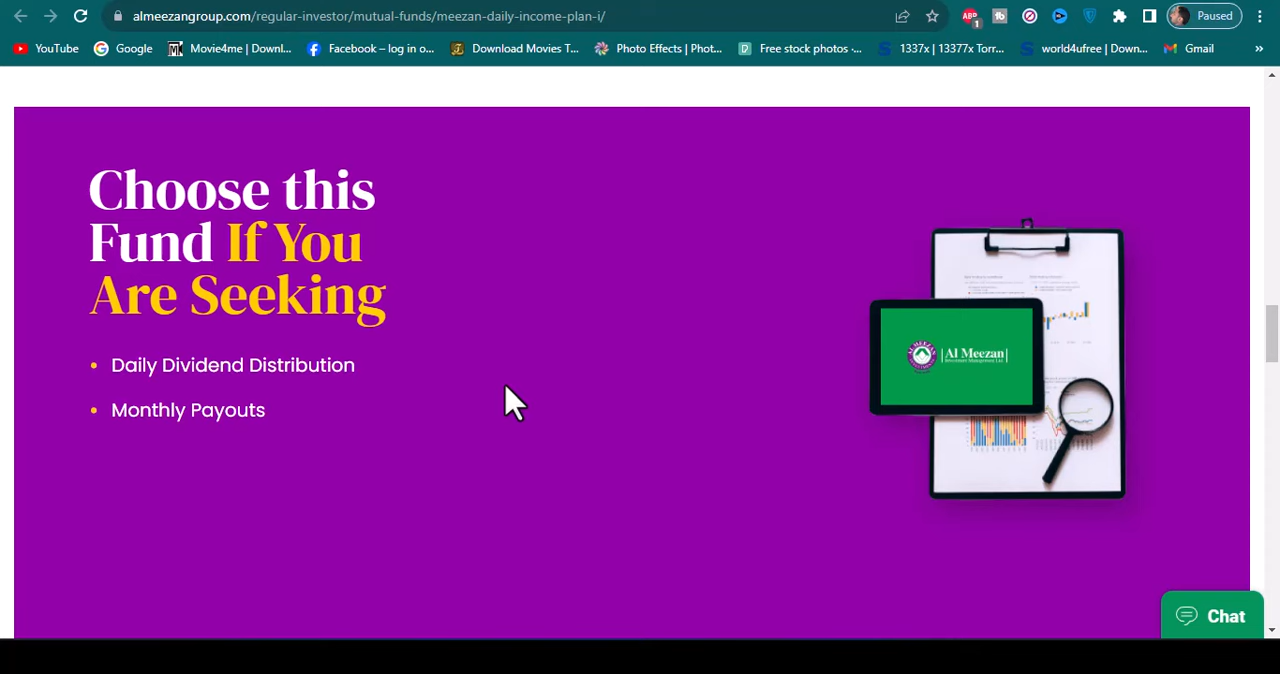 almeezangroup.com/regular-investor/mutual-funds/meezan-daily-income-plan-i/
ABP
1
Paused
YouTube
Google
Movie4me | Downl...
Facebook – log in o...
Download Movies T...
Photo Effects | Phot...
Free stock photos ·...
1337x | 13377x Torr...
world4ufree | Down...
Gmail
»
Choose this
Fund If You
Are Seeking
• Daily Dividend Distribution
• Monthly Payouts
Al Meezan
Chat